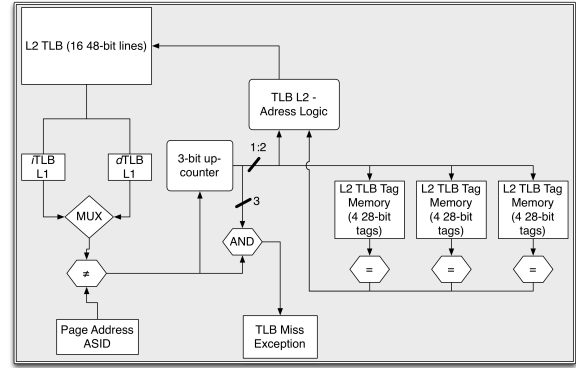 L2 TLB (16 48-bit lines)
TLB L2 -
Adress Logic
1:2
iTLB
L1
dTLB
L1
3-bit up-
counter
3
L2 TLB Tag
Memory
(4 28-bit
tags)
L2 TLB Tag
Memory
(4 28-bit
tags)
L2 TLB Tag
Memory
(4 28-bit
tags)
MUX
AND
≠
=
=
=
Page Address
ASID
TLB Miss
Exception